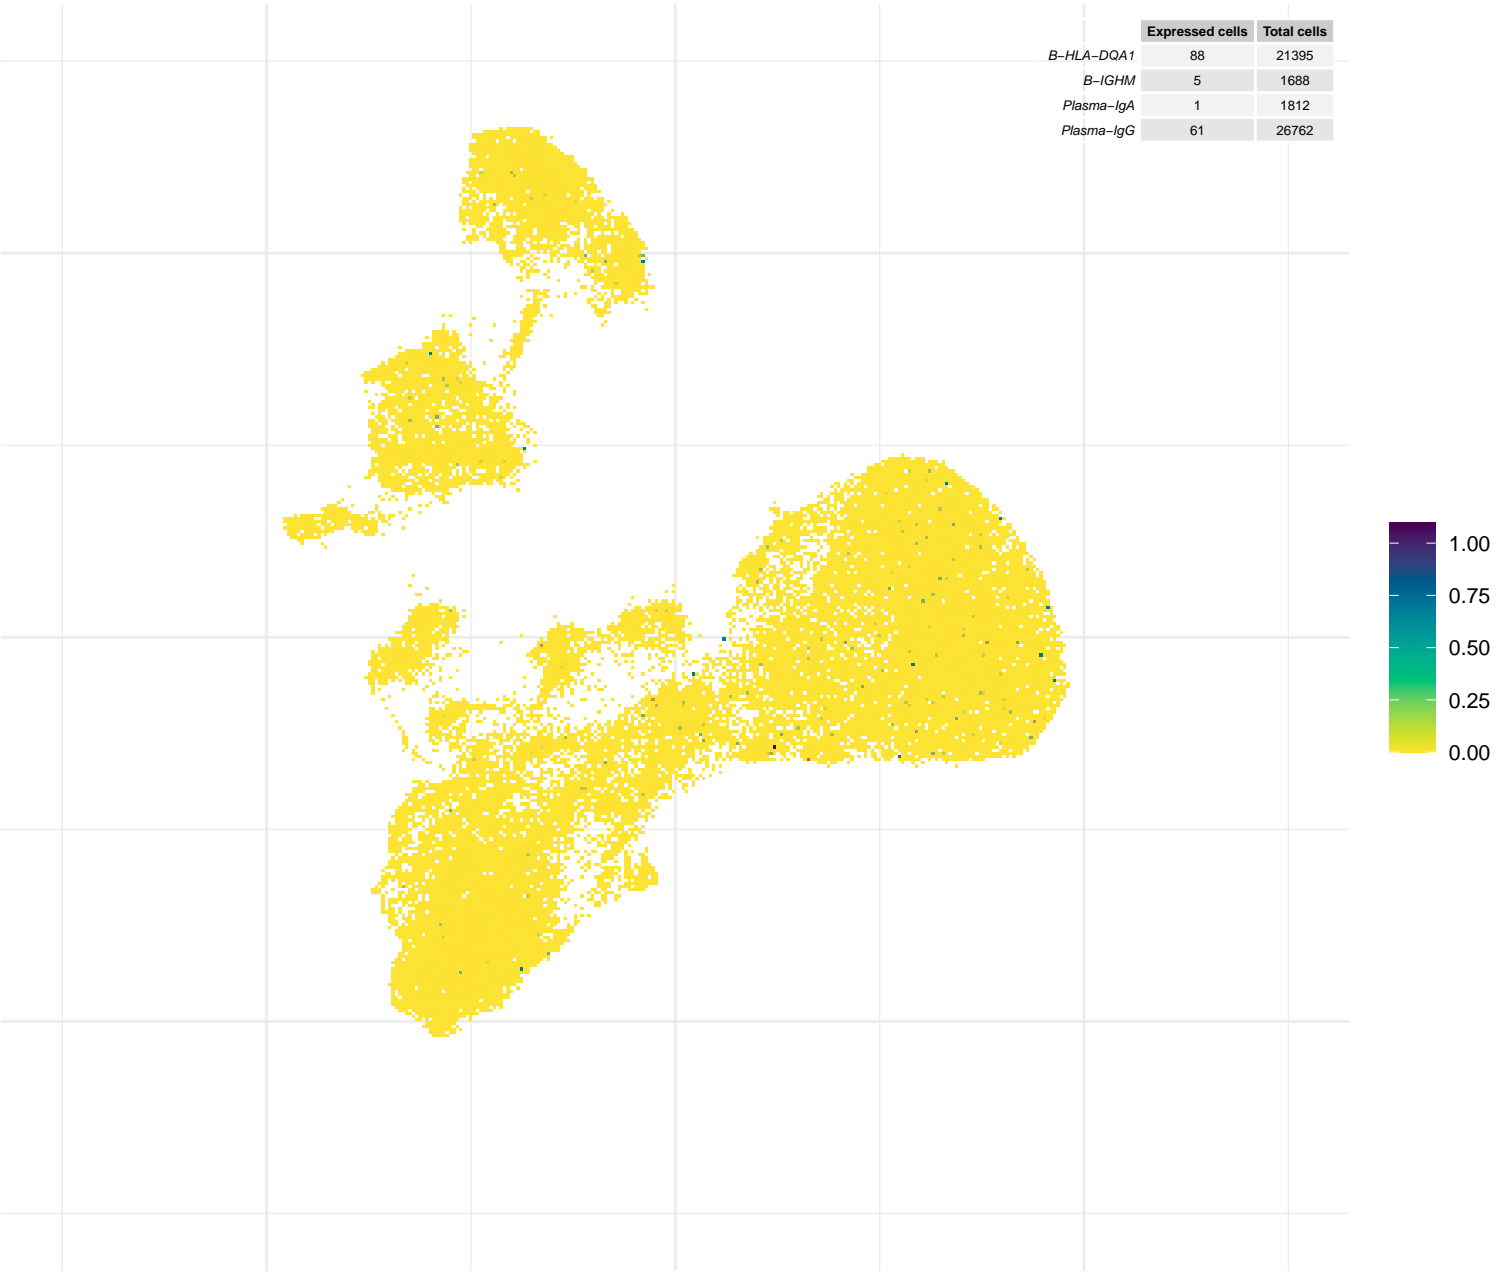 Expressed cells Total cells
B−HLA−DQA1 88 21395
B−IGHM 5 1688
Plasma−IgA 1 1812
Plasma−IgG 61 26762
1.00
0.75
0.50
0.25
0.00